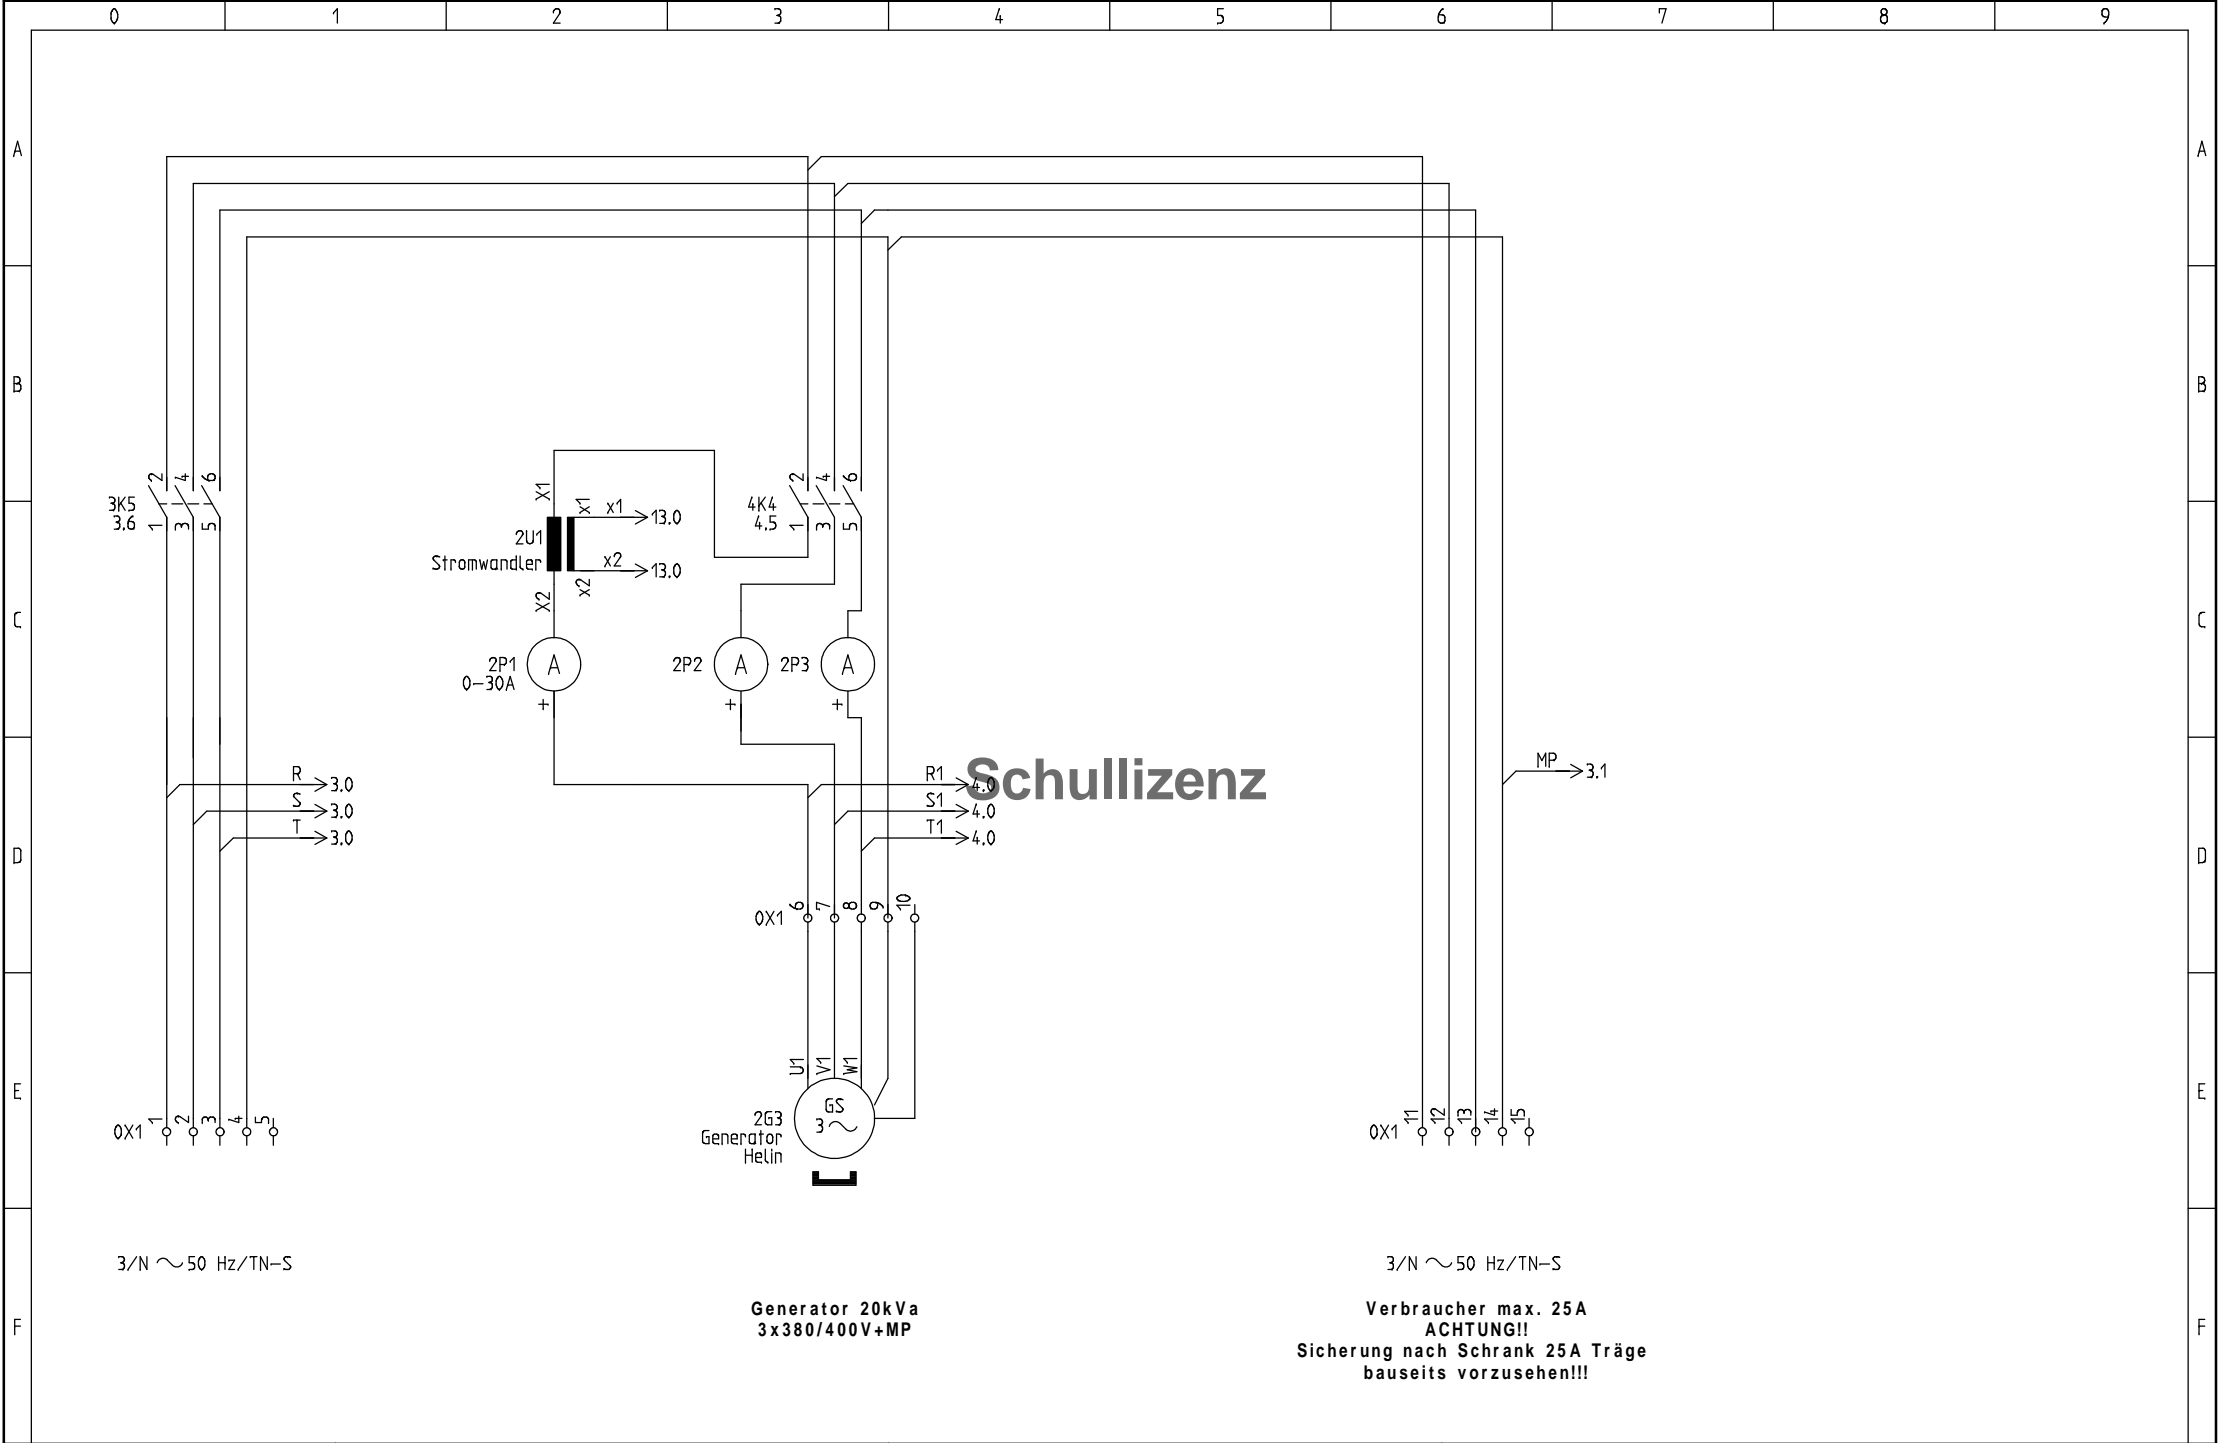 0 1 2 3 4 5 6 7 8 9
A A
B B
2 4 6
3K5
3.6
1 3 5
X1
x1 x1 13.0
2U1
Stromwandler
x2 13.0
x2
X2
2 4 6
4K4
4.5
1 3 5
C C
2P1 A
0-30A
+
2P2 A
+
2P3 A
+
R 3.0
S 3.0
T 3.0
R1 4.0
S1 4.0
T1 4.0
Schullizenz
MP 3.1
D D
0X1 6 7 8 9 10
U1 V1 W1
E E
GS
3
2G3
Generator
Helin
0X1 1 2 3 4 5
0X1 11 12 13 14 15
3/N ~ 50 Hz/TN-S
3/N ~ 50 Hz/TN-S
Generator 20kVa
3x380/400V+MP
Verbraucher max. 25A
ACHTUNG!!
Sicherung nach Schrank 25A Träge
bauseits vorzusehen!!!
F F